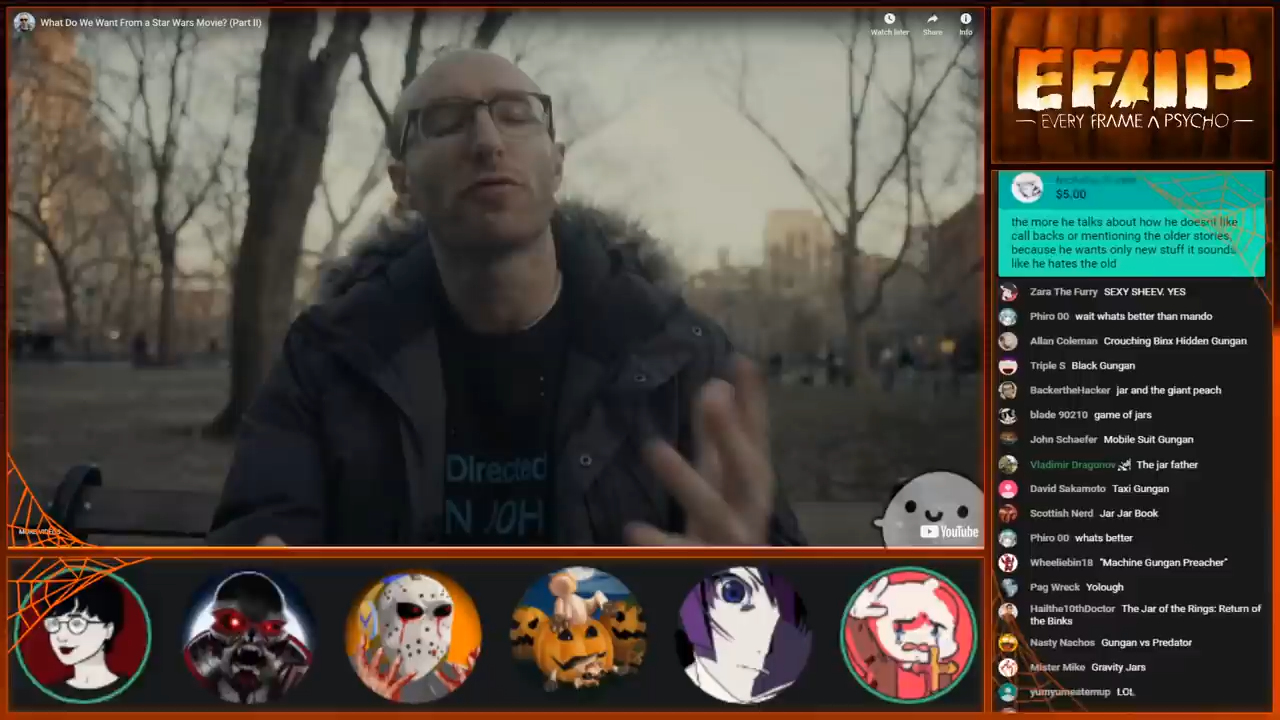 What Do We Want From a Star Wars Movie? (Part II)
Watch later
Share
Info
Directed
N JOH
MORE VIDEOS
YouTube
EFAP
EVERY FRAME A PSYCHO
$5.00
the more he talks about how he doesnt like
call backs or mentioning the older stories,
because he wants only new stuff it sounds
like he hates the old
Zara The Furry SEXY SHEEV. YES
Phiro 00 wait whats better than mando
Allan Coleman Crouching Binx Hidden Gungan
Triple S Black Gungan
BackertheHacker jar and the giant peach
blade 90210 game of jars
John Schaefer Mobile Suit Gungan
Vladimir Dragonov The jar father
David Sakamoto Taxi Gungan
Scottish Nerd Jar Jar Book
Phiro 00 whats better
Wheeliebin18 "Machine Gungan Preacher"
Pag Wreck Yolough
Hailthe10thDoctor The Jar of the Rings: Return of
the Binks
Nasty Nachos Gungan vs Predator
Mister Mike Gravity Jars
yumyumeatemup LOL